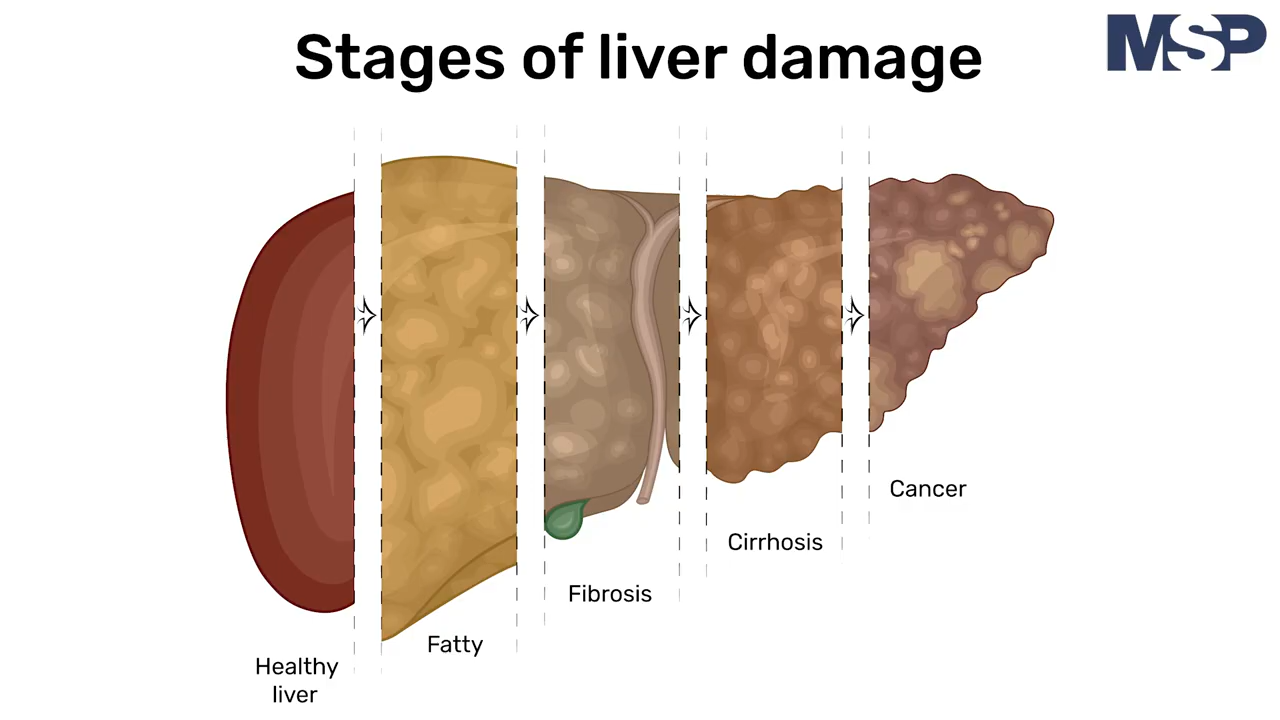 Stages of liver damage
MSP
Healthy
liver
Fatty
Fibrosis
Cirrhosis
Cancer